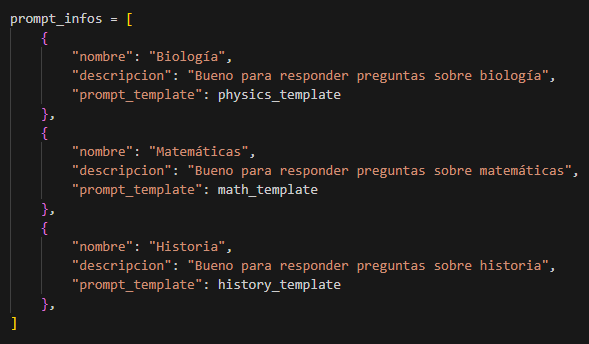 prompt_infos = [
    {
        "nombre": "Biología",
        "descripcion": "Bueno para responder preguntas sobre biología",
        "prompt_template": physics_template
    },
    {
        "nombre": "Matemáticas",
        "descripcion": "Bueno para responder preguntas sobre matemáticas",
        "prompt_template": math_template
    },
    {
        "nombre": "Historia",
        "descripcion": "Bueno para responder preguntas sobre historia",
        "prompt_template": history_template
    },
]